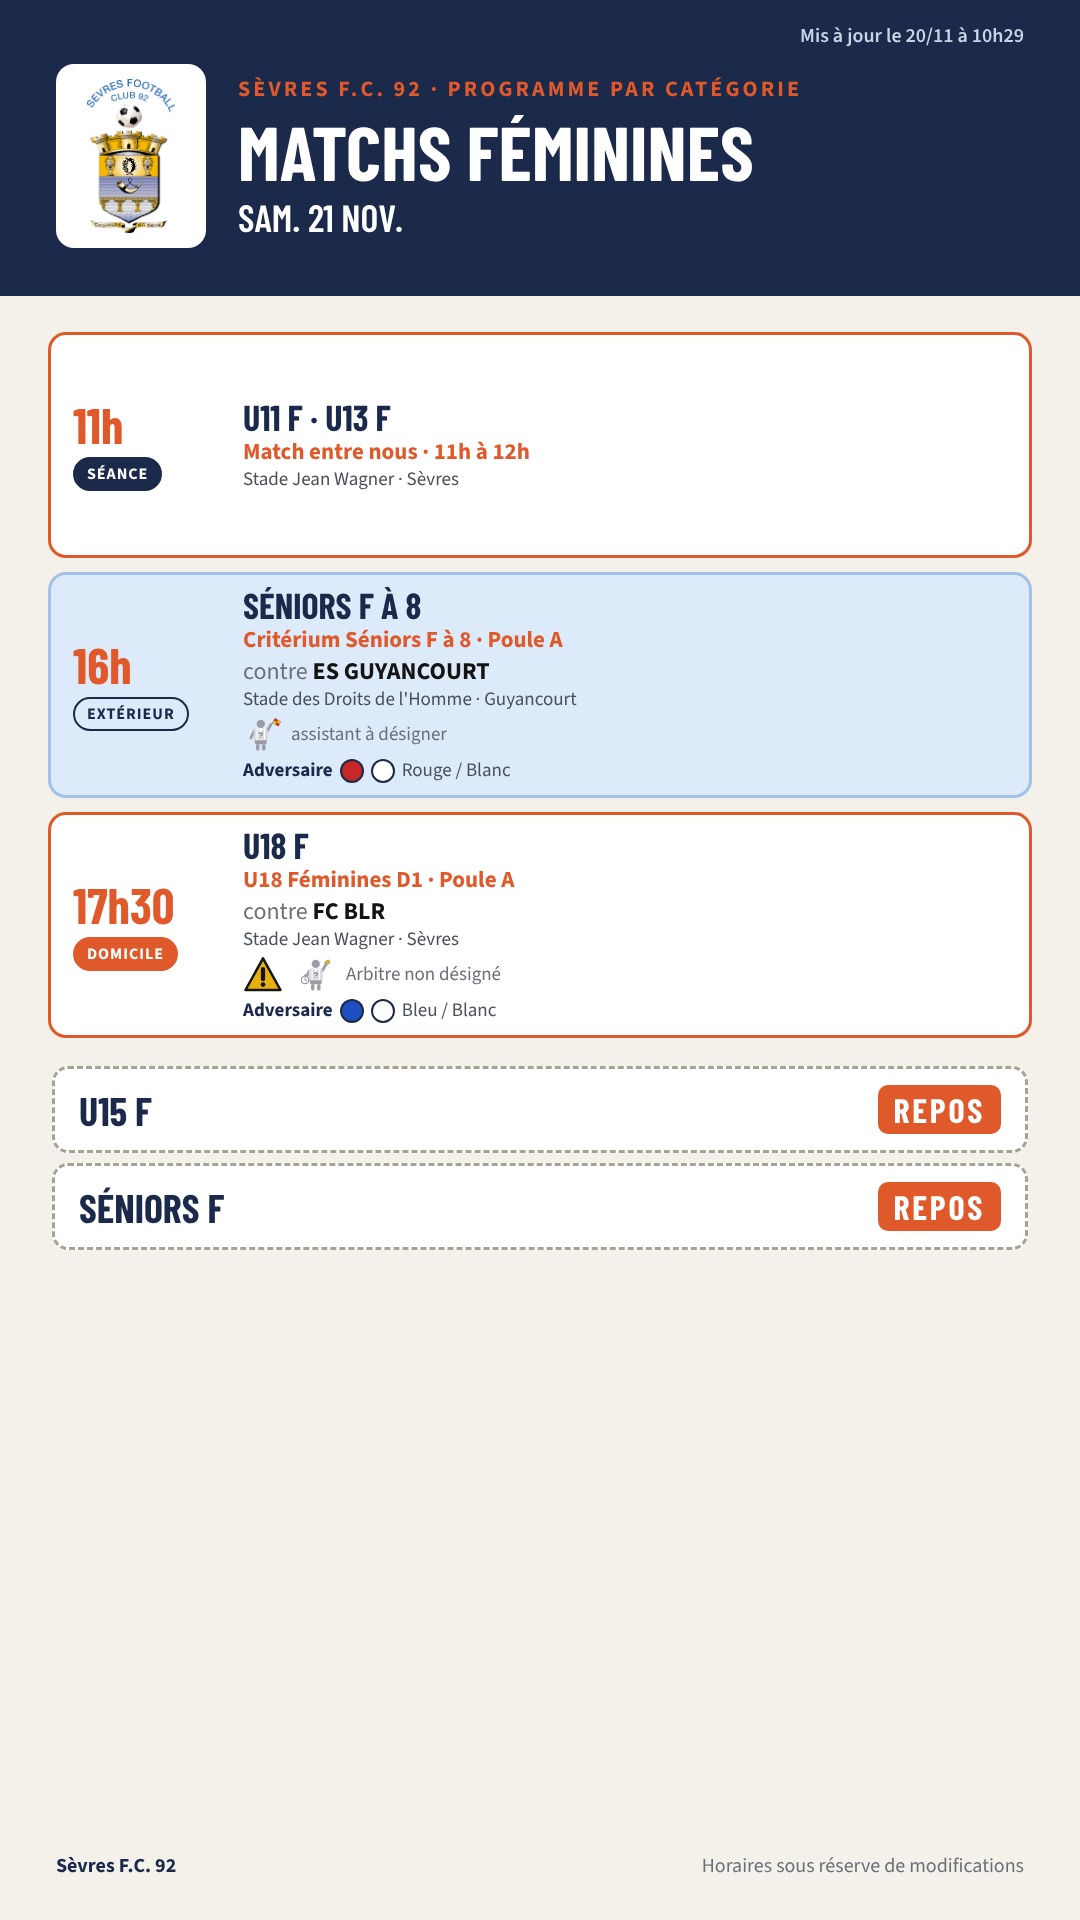 Mis à jour le 20/11 à 10h29
SEVRES FOOTBALL
CLUB 92
SÈVRES F.C. 92 · PROGRAMME PAR CATÉGORIE
MATCHS FÉMININES
SAM. 21 NOV.
11h
SÉANCE
U11 F · U13 F
Match entre nous · 11h à 12h
Stade Jean Wagner · Sèvres
16h
EXTÉRIEUR
SÉNIORS F À 8
Critérium Séniors F à 8 · Poule A
contre ES GUYANCOURT
Stade des Droits de l'Homme · Guyancourt
assistant à désigner
Adversaire Rouge / Blanc
17h30
DOMICILE
U18 F
U18 Féminines D1 · Poule A
contre FC BLR
Stade Jean Wagner · Sèvres
Arbitre non désigné
Adversaire Bleu / Blanc
U15 F
REPOS
SÉNIORS F
REPOS
Sèvres F.C. 92
Horaires sous réserve de modifications